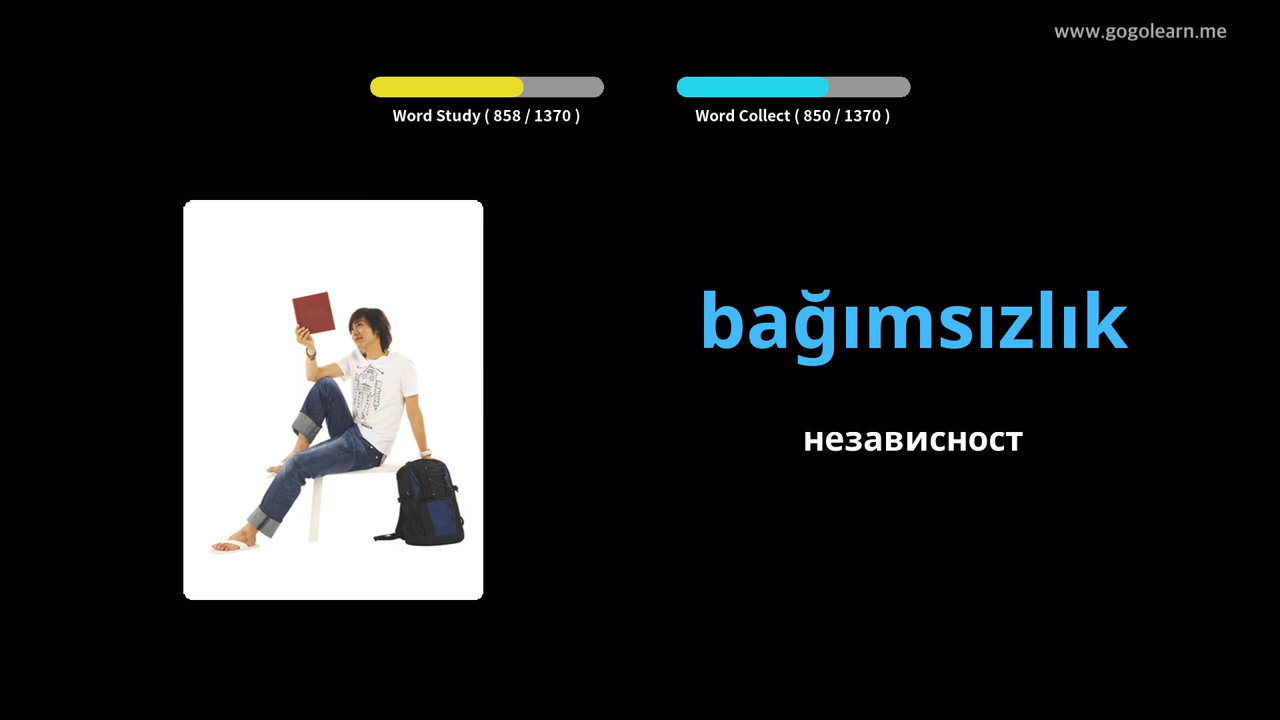 www.gogolearn.me
Word Study ( 858 / 1370 )
Word Collect ( 850 / 1370 )
bağımsızlık
независност